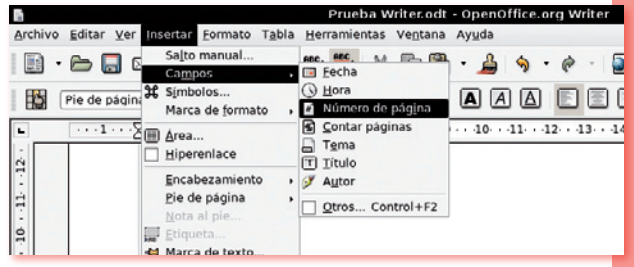 Prueba Writer.odt - OpenOffice.org Writer
Archivo Editar Ver Insertar Formato Tabla Herramientas Ventana Ayuda
Salto manual...
Campos
Símbolos...
Marca de formato
Área...
Hiperenlace
Encabezamiento
Pie de página
Nota al pie...
Etiqueta...
Marca de texto...
Fecha
Hora
Número de página
Contar páginas
Tema
Título
Autor
Otros... Control+F2
Pie de página
A A A
1
10 11 12 13 14
12
11
10